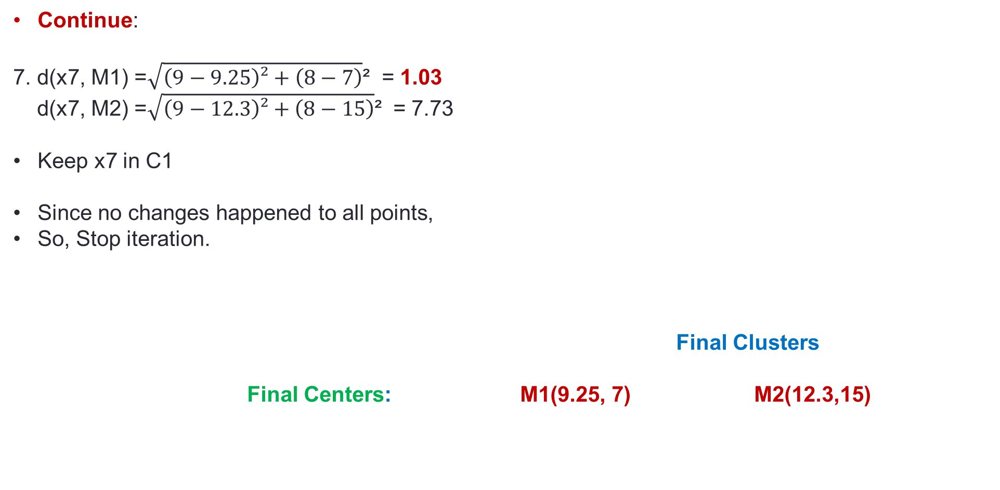 • Continue:
7. d(x7, M1) =√(9 − 9.25)² + (8 − 7)² = 1.03
d(x7, M2) =√(9 − 12.3)² + (8 − 15)² = 7.73
• Keep x7 in C1
• Since no changes happened to all points,
• So, Stop iteration.
Final Clusters
Final Centers: M1(9.25, 7) M2(12.3,15)